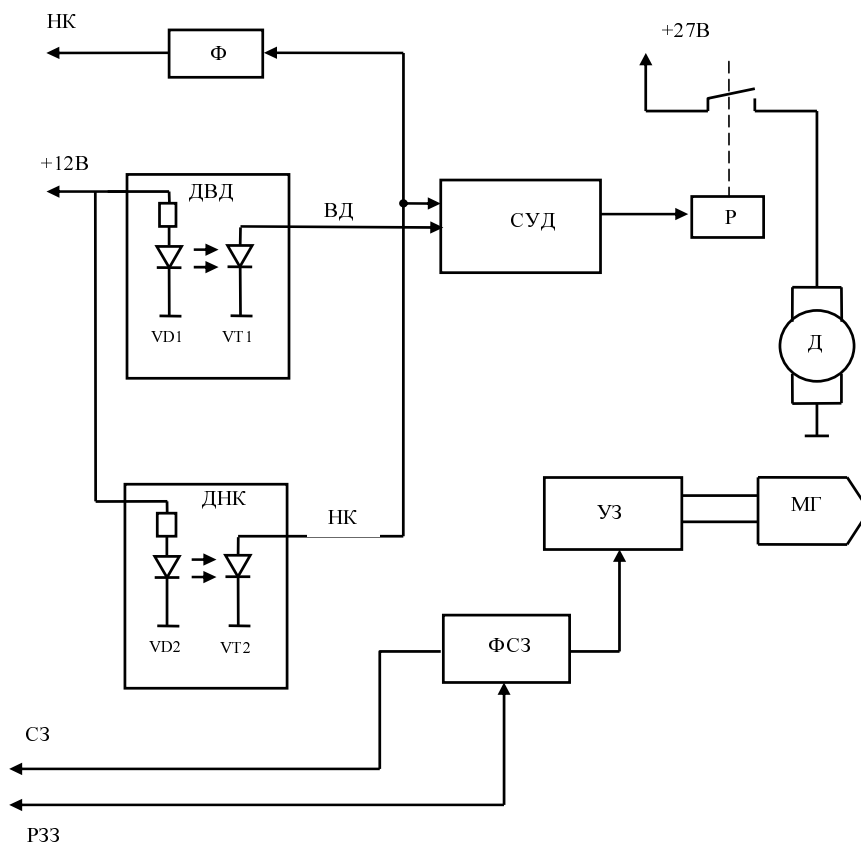 НК
Ф
+27В
+12В
ДВД
ВД
СУД
Р
VD1
VT1
Д
ДНК
НК
УЗ
МГ
VD2
VT2
ФСЗ
СЗ
РЗЗ